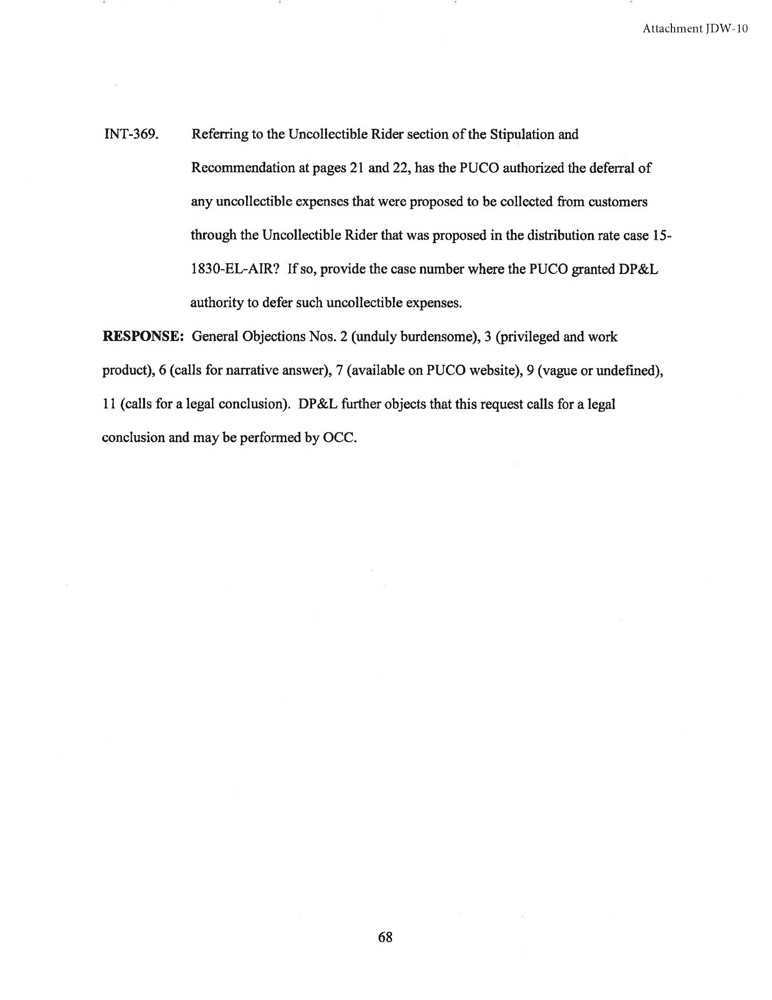 Attachment JDW-10
INT-369. Referring to the Uncollectible Rider section of the Stipulation and
Recommendation at pages 21 and 22, has the PUCO authorized the deferral of
any uncollectible expenses that were proposed to be collected from customers
through the Uncollectible Rider that was proposed in the distribution rate case 15-
1830-EL-AIR? If so, provide the case number where the PUCO granted DP&L
authority to defer such uncollectible expenses.
RESPONSE: General Objections Nos. 2 (unduly burdensome), 3 (privileged and work
product), 6 (calls for narrative answer), 7 (available on PUCO website), 9 (vague or undefined),
11 (calls for a legal conclusion). DP&L further objects that this request calls for a legal
conclusion and may be performed by OCC.
68